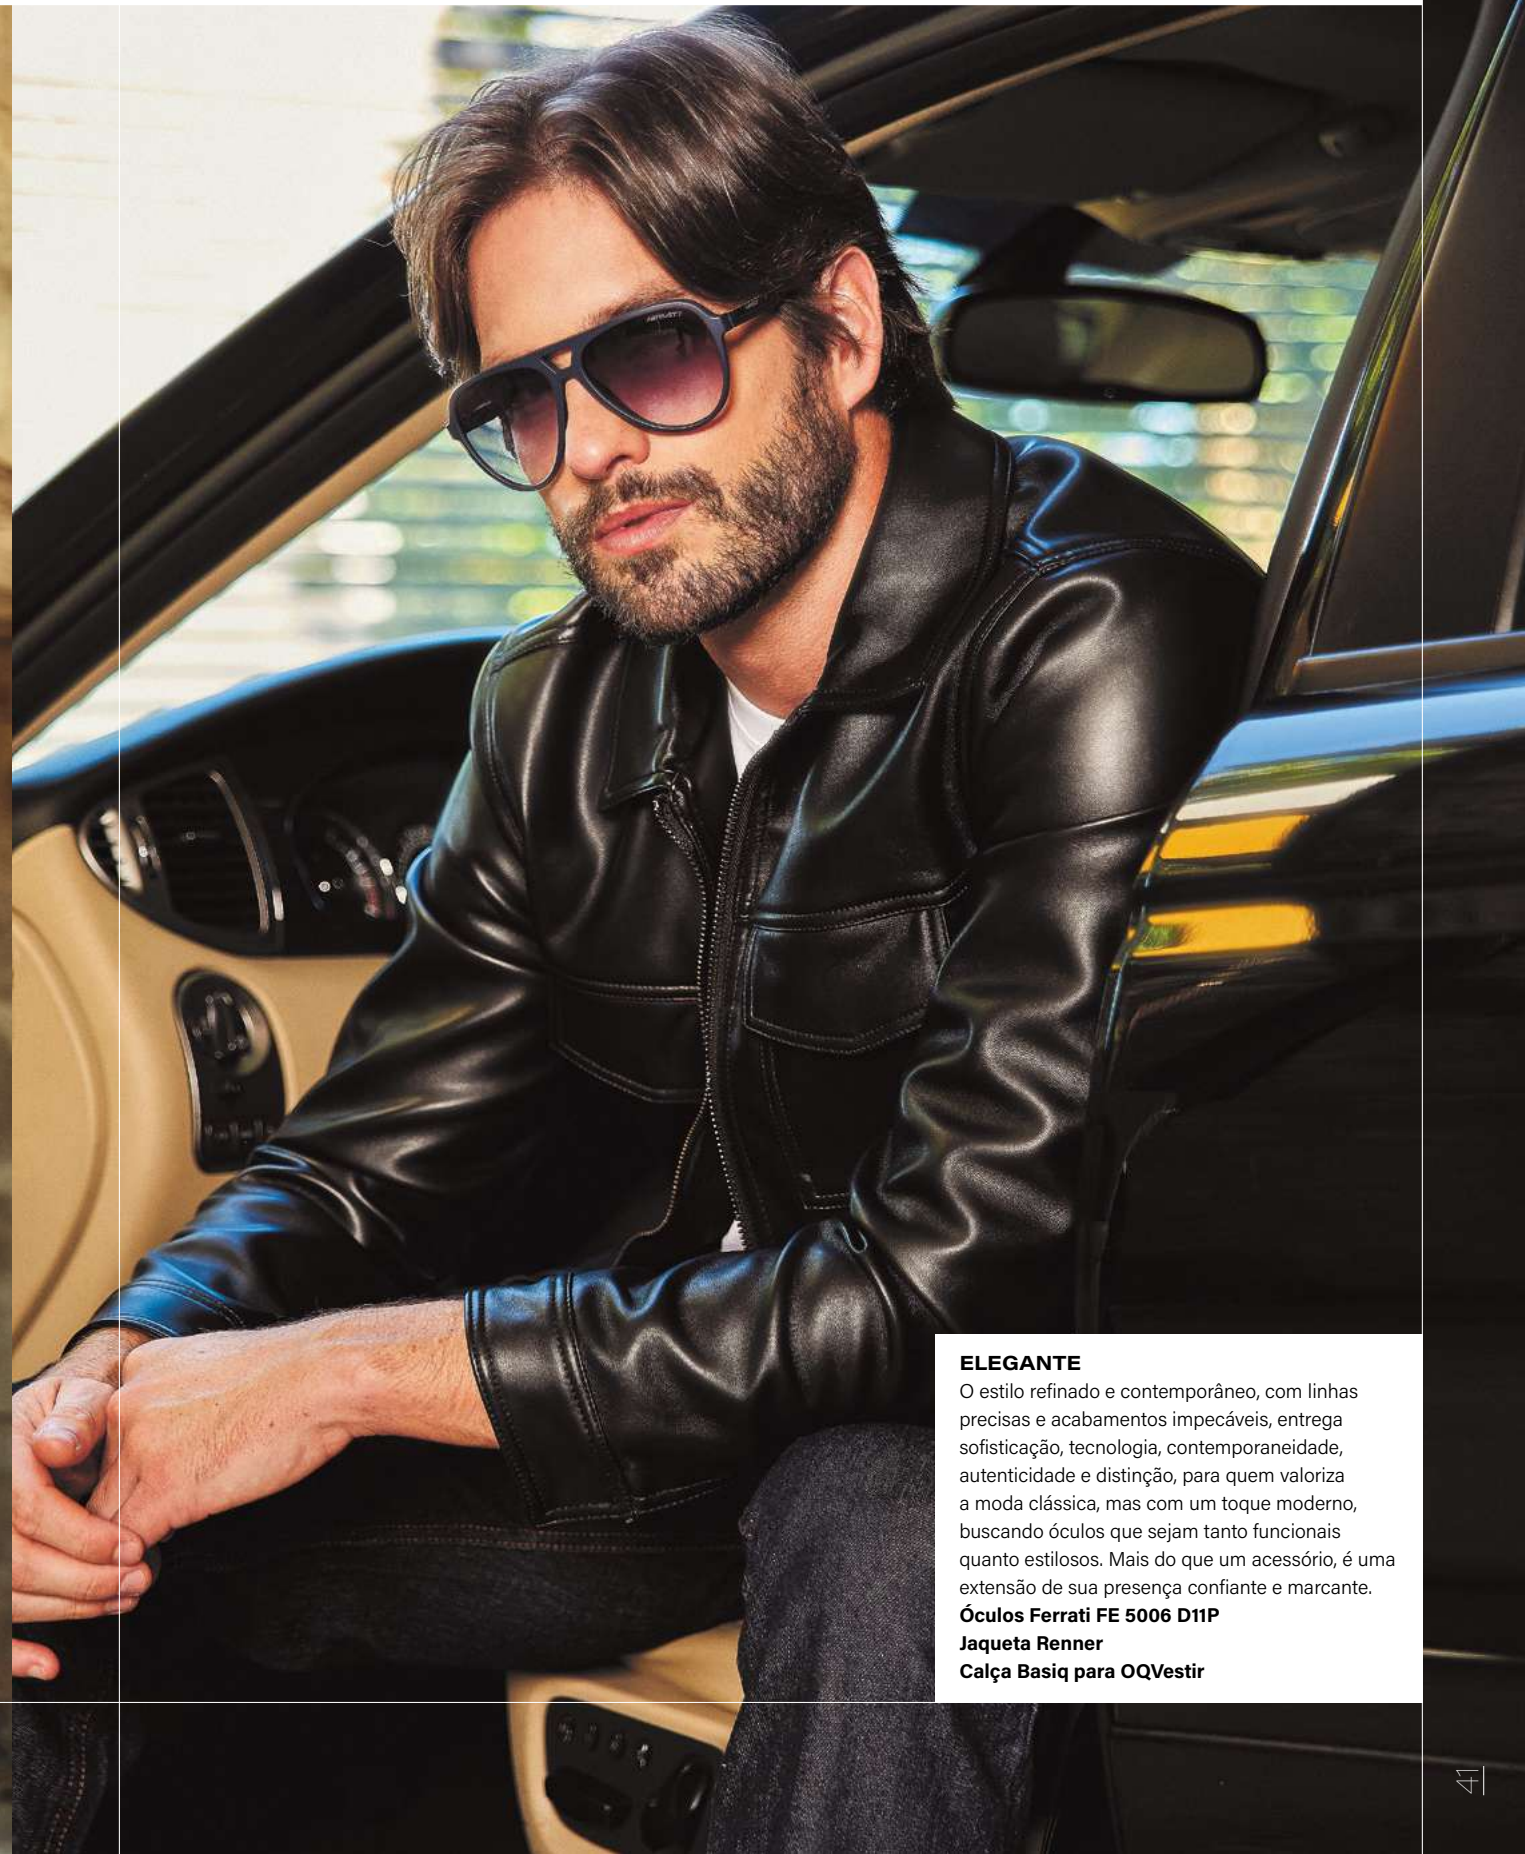 ELEGANTE
O estilo refinado e contemporâneo, com linhas
precisas e acabamentos impecáveis, entrega
sofisticação, tecnologia, contemporaneidade,
autenticidade e distinção, para quem valoriza
a moda clássica, mas com um toque moderno,
buscando óculos que sejam tanto funcionais
quanto estilosos. Mais do que um acessório, é uma
extensão de sua presença confiante e marcante.
Óculos Ferrati FE 5006 D11P
Jaqueta Renner
Calça Basiq para OQVestir
41